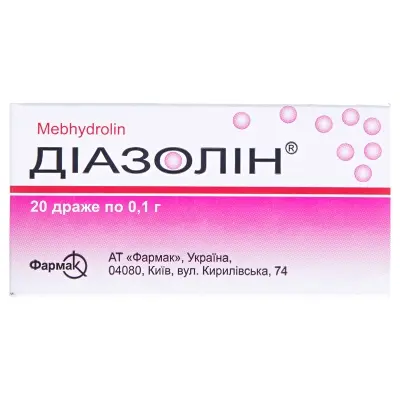 Mebhydrolin
ДІАЗОЛІН®
20 драже по 0,1 г
Фармак
АТ «Фармак», Україна,
04080, Київ, вул. Кирилівська, 74